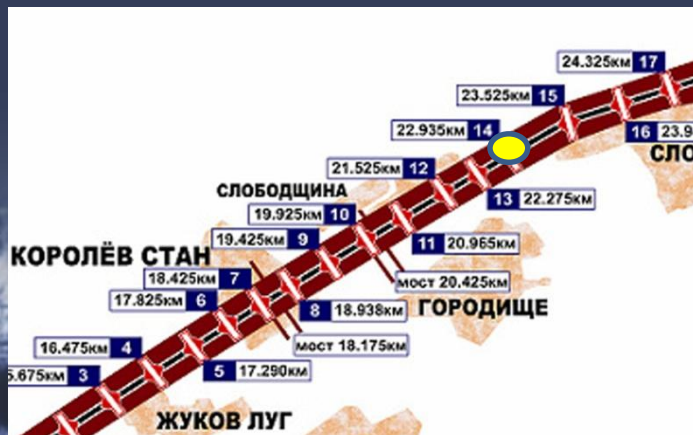 24.325км 17
23.525км 15
22.935км 14
16 23.9
СЛО
21.525км 12
СЛОБОДЩИНА
13 22.275км
19.925км 10
19.425км 9
11 20.965км
КОРОЛЁВ СТАН
18.425км 7
мост 20.425км
17.825км 6
8 18.938км
ГОРОДИЩЕ
16.475км 4
мост 18.175км
5.675км 3
5 17.290км
ЖУКОВ ЛУГ